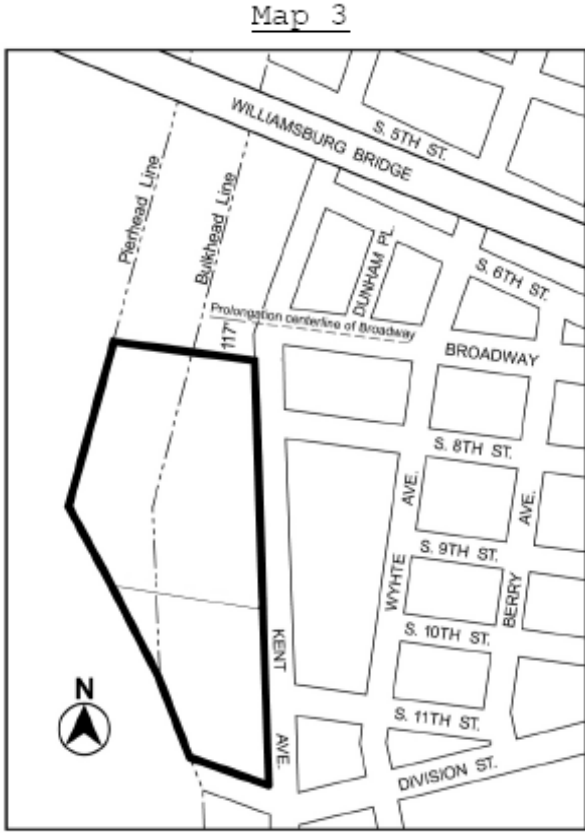 Map 3
WILLIAMSBURG BRIDGE
S. 5TH ST.
Pierhead Line
Bulkhead Line
DUNHAM PL.
S. 6TH ST.
Prolongation centerline of Broadway
117'
BROADWAY
S. 8TH ST.
WYHTE AVE.
BERRY AVE.
S. 9TH ST.
S. 10TH ST.
KENT AVE.
S. 11TH ST.
DIVISION ST.
N